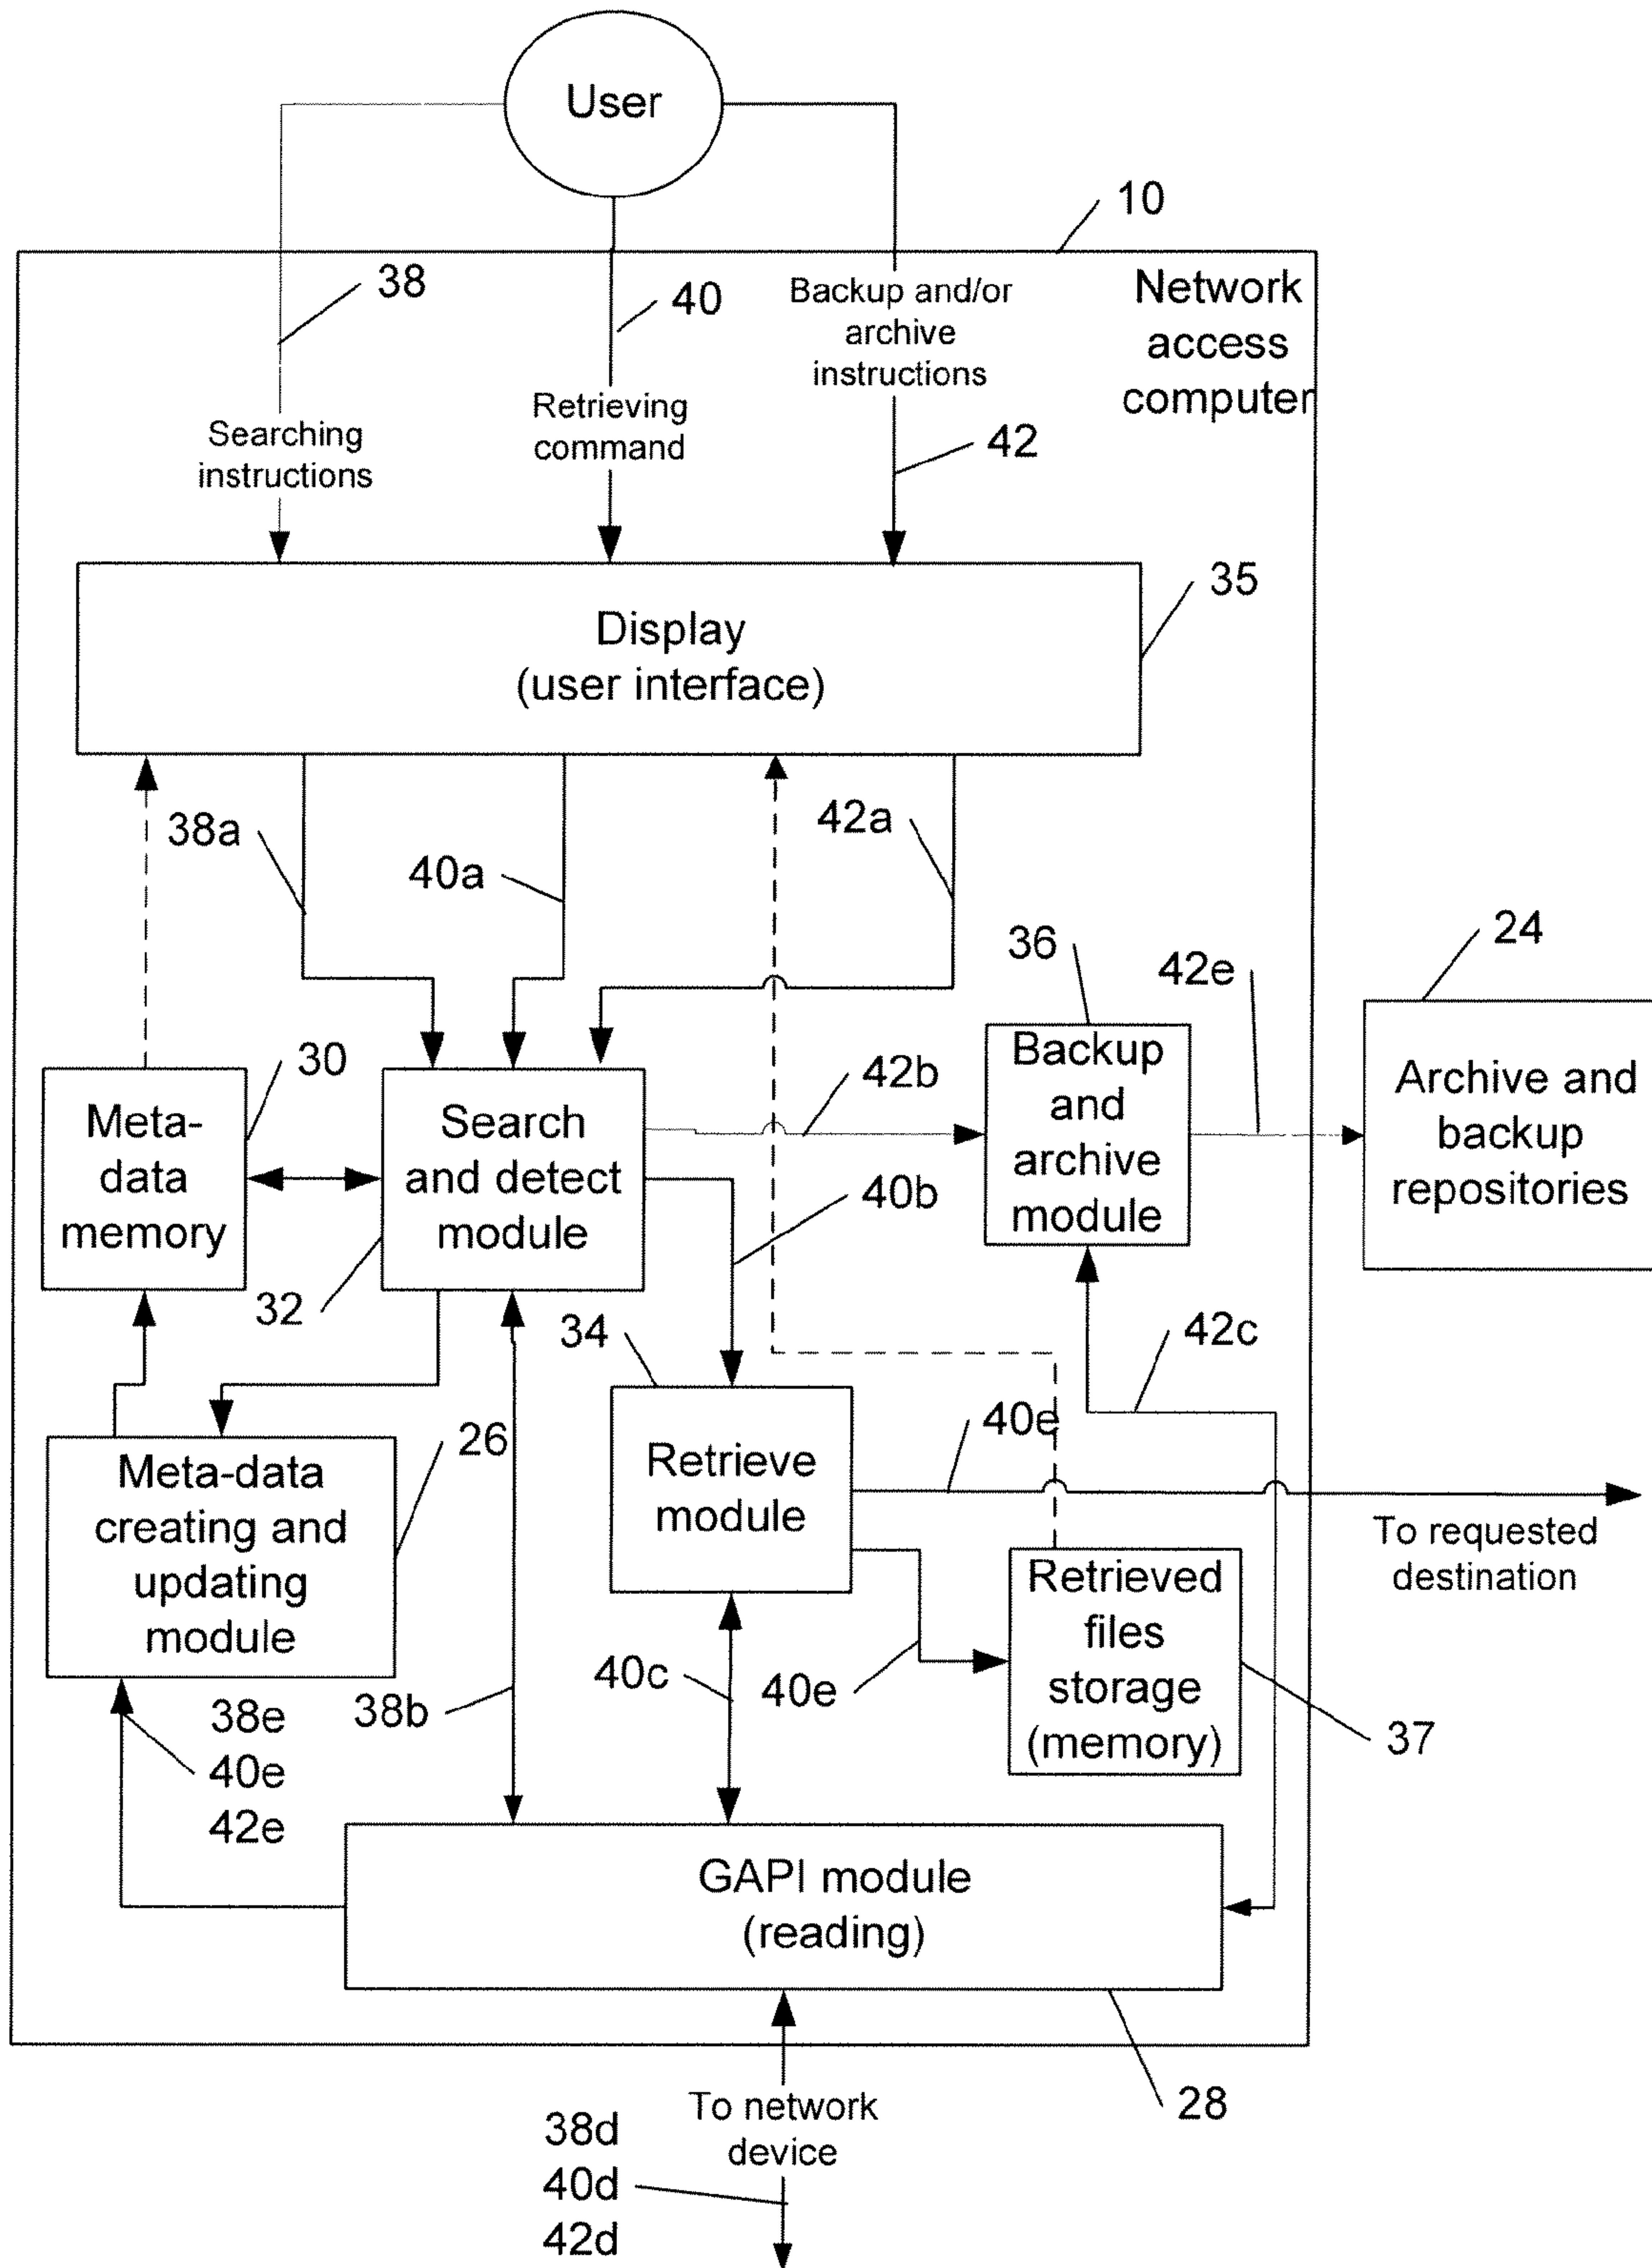 User
10
Network
access
computer
38
40
Backup and/or
archive
instructions
Retrieving
command
42
Searching
instructions
35
Display
(user interface)
38a
42a
40a
36
42e
24
30
42b
Backup
and
archive
module
Archive and
backup
repositories
Meta-
data
memory
Search
and detect
module
40b
32
34
42c
26
40e
Retrieve
module
Meta-data
creating and
updating
module
To requested
destination
Retrieved
files
storage
(memory)
40c
40e
38b
38e
40e
42e
37
GAPI module
(reading)
28
To network
device
38d
40d
42d